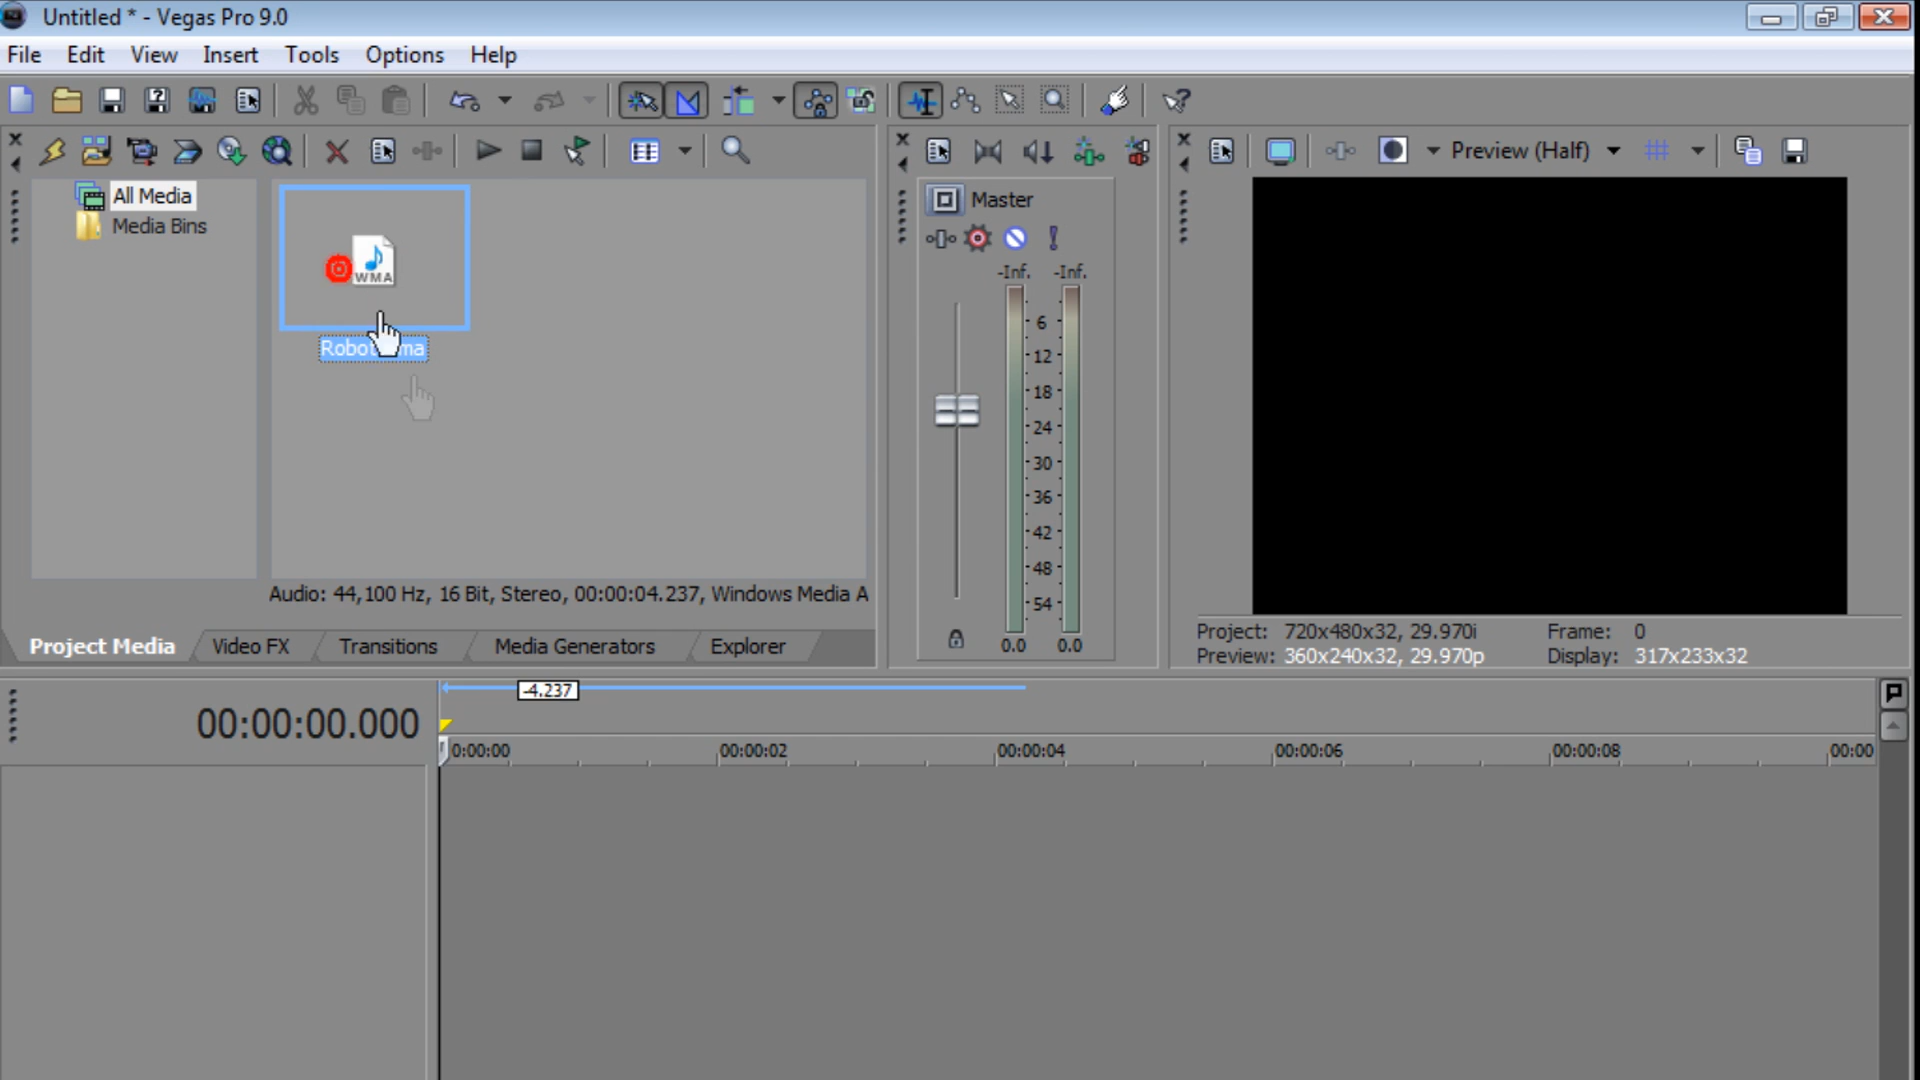 Untitled * - Vegas Pro 9.0
File Edit View Insert Tools Options Help
Preview (Half)
All Media
Media Bins
WMA
Master
-Inf. -Inf.
6
12
18
24
30
36
42
48
54
0.0 0.0
Audio: 44,100 Hz, 16 Bit, Stereo, 00:00:04.237, Windows Media A
Project Media Video FX Transitions Media Generators Explorer
Project: 720x480x32, 29.970i Frame: 0
Preview: 360x240x32, 29.970p Display: 317x233x32
-4.237
00:00:00.000
0:00:00 00:00:02 00:00:04 00:00:06 00:00:08 00:00